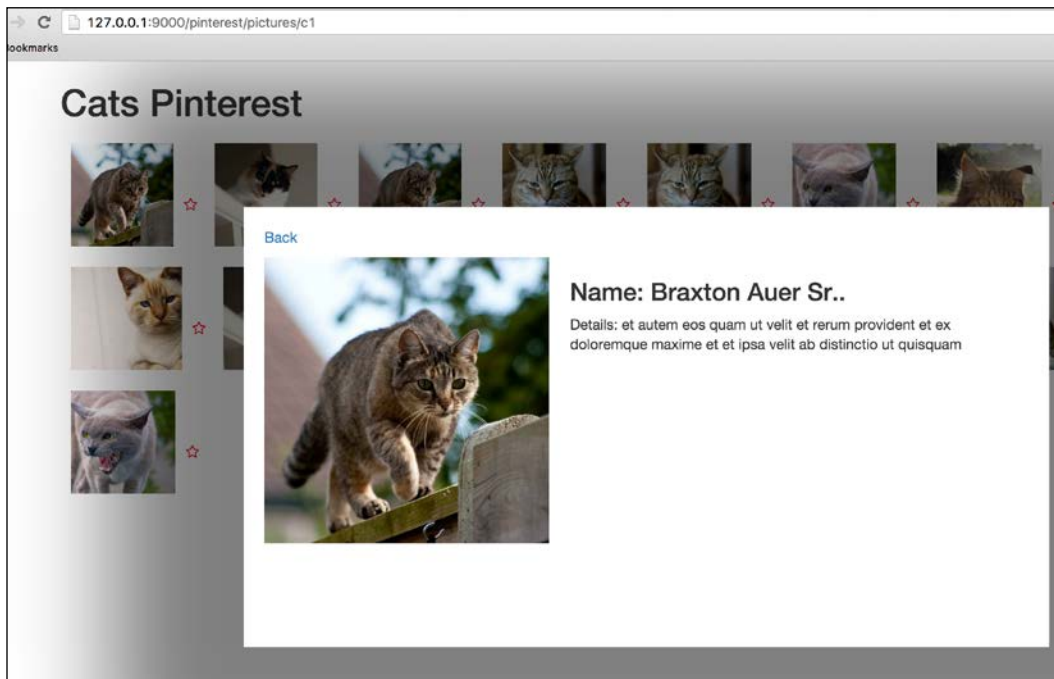 127.0.0.1:9000/pinterest/pictures/c1
Bookmarks
Cats Pinterest
Back
Name: Braxton Auer Sr..
Details: et autem eos quam ut velit et rerum provident et ex
doloremque maxime et et ipsa velit ab distinctio ut quisquam